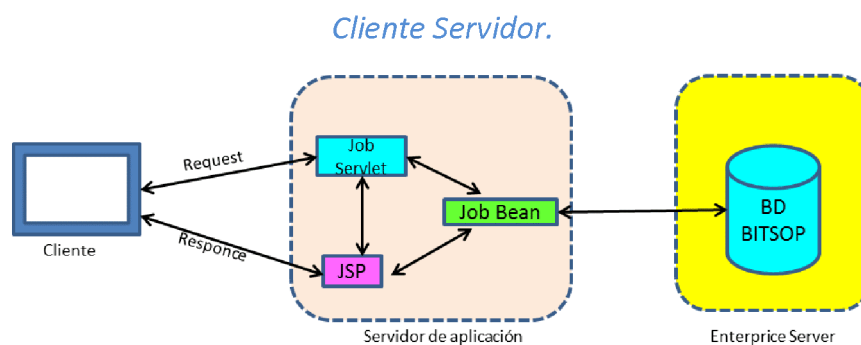 Cliente Servidor.
Request
Job
Servlet
Job Bean
BD
BITSOP
Cliente
Responce
JSP
Servidor de aplicación
Enterprice Server